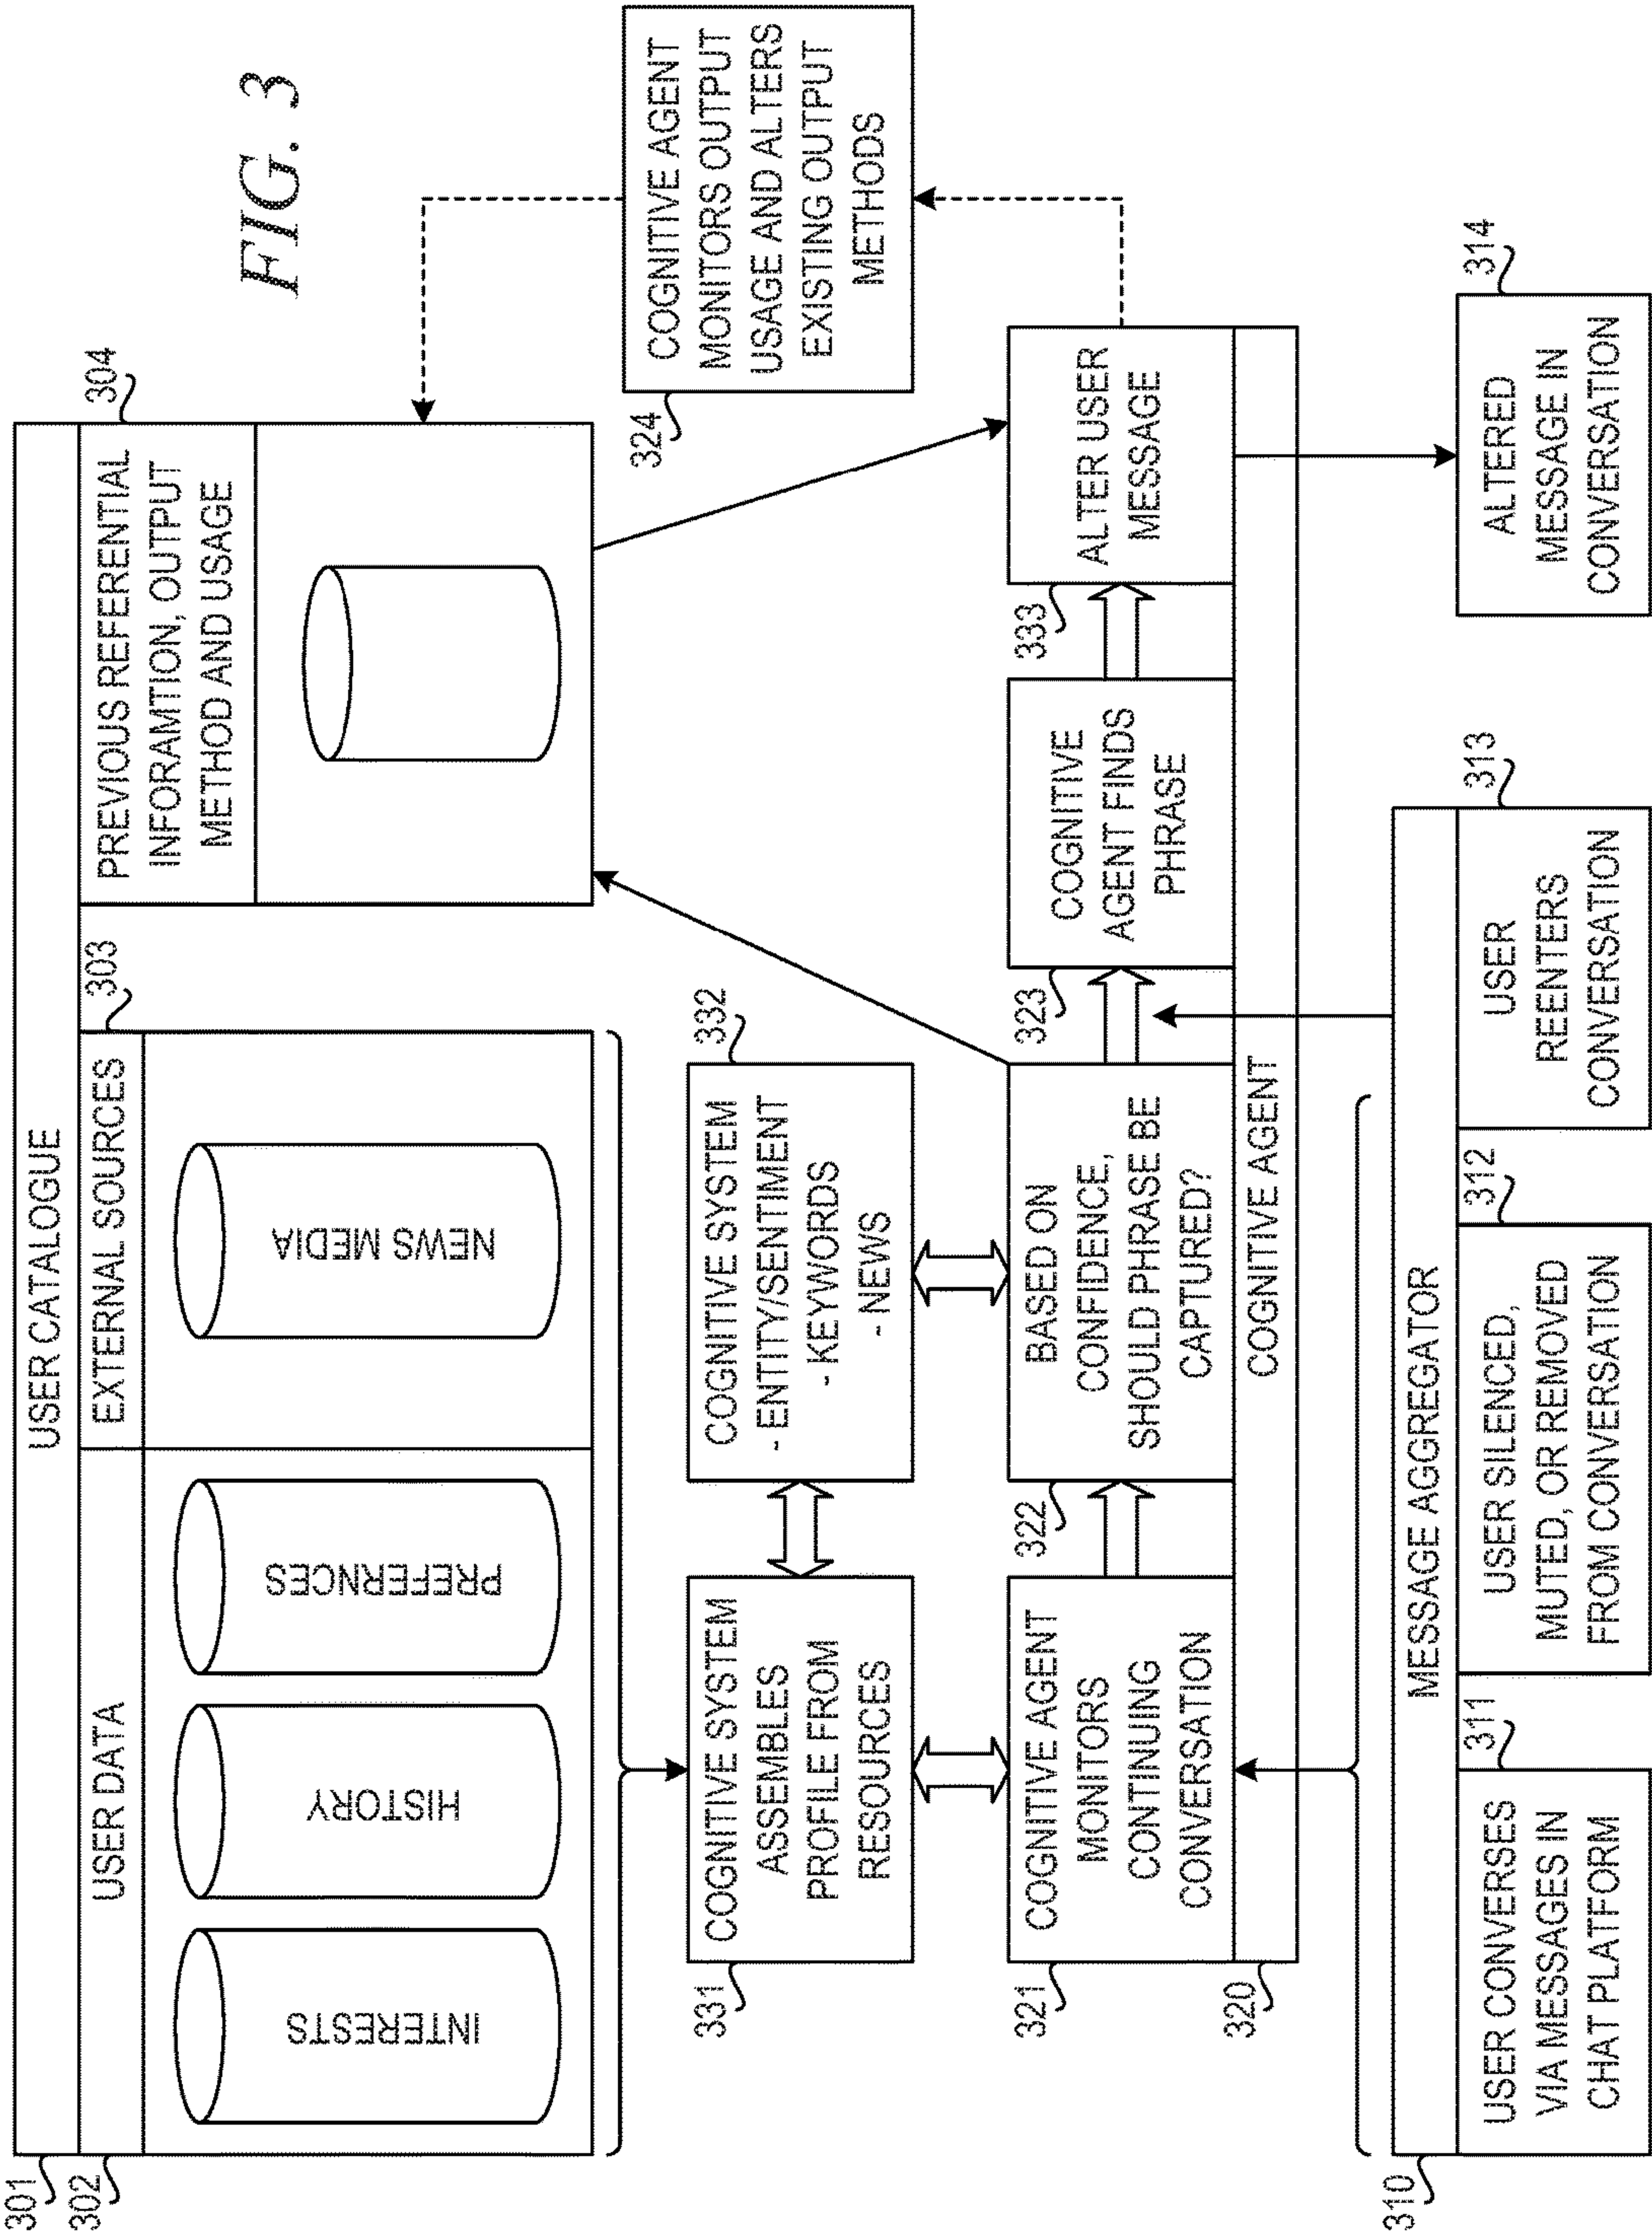 FIG. 3
301
USER CATALOGUE
302
USER DATA
INTERESTS
HISTORY
PREFERNCES
303
EXTERNAL SOURCES
NEWS MEDIA
304
PREVIOUS REFERENTIAL
INFORAMTION, OUTPUT
METHOD AND USAGE
331
COGNITIVE SYSTEM
ASSEMBLES
PROFILE FROM
RESOURCES
332
COGNITIVE SYSTEM
- ENTITY/SENTIMENT
- KEYWORDS
- NEWS
324
COGNITIVE AGENT
MONITORS OUTPUT
USAGE AND ALTERS
EXISTING OUTPUT
METHODS
321
COGNITIVE AGENT
MONITORS
CONTINUING
CONVERSATION
322
BASED ON
CONFIDENCE,
SHOULD PHRASE BE
CAPTURED?
323
COGNITIVE
AGENT FINDS
PHRASE
333
ALTER USER
MESSAGE
320
COGNITIVE AGENT
310
MESSAGE AGGREGATOR
311
USER CONVERSES
VIA MESSAGES IN
CHAT PLATFORM
312
USER SILENCED,
MUTED, OR REMOVED
FROM CONVERSATION
313
USER
REENTERS
CONVERSATION
314
ALTERED
MESSAGE IN
CONVERSATION